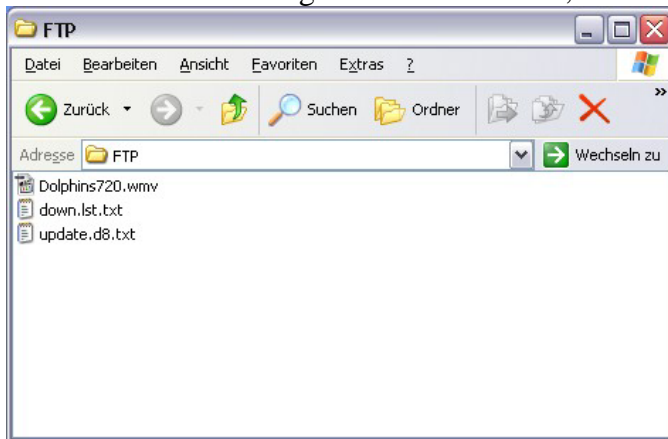 FTP
Datei Bearbeiten Ansicht Favoriten Extras ?
Zurück Suchen Ordner »
Adresse FTP Wechseln zu
Dolphins720.wmv
down.lst.txt
update.d8.txt